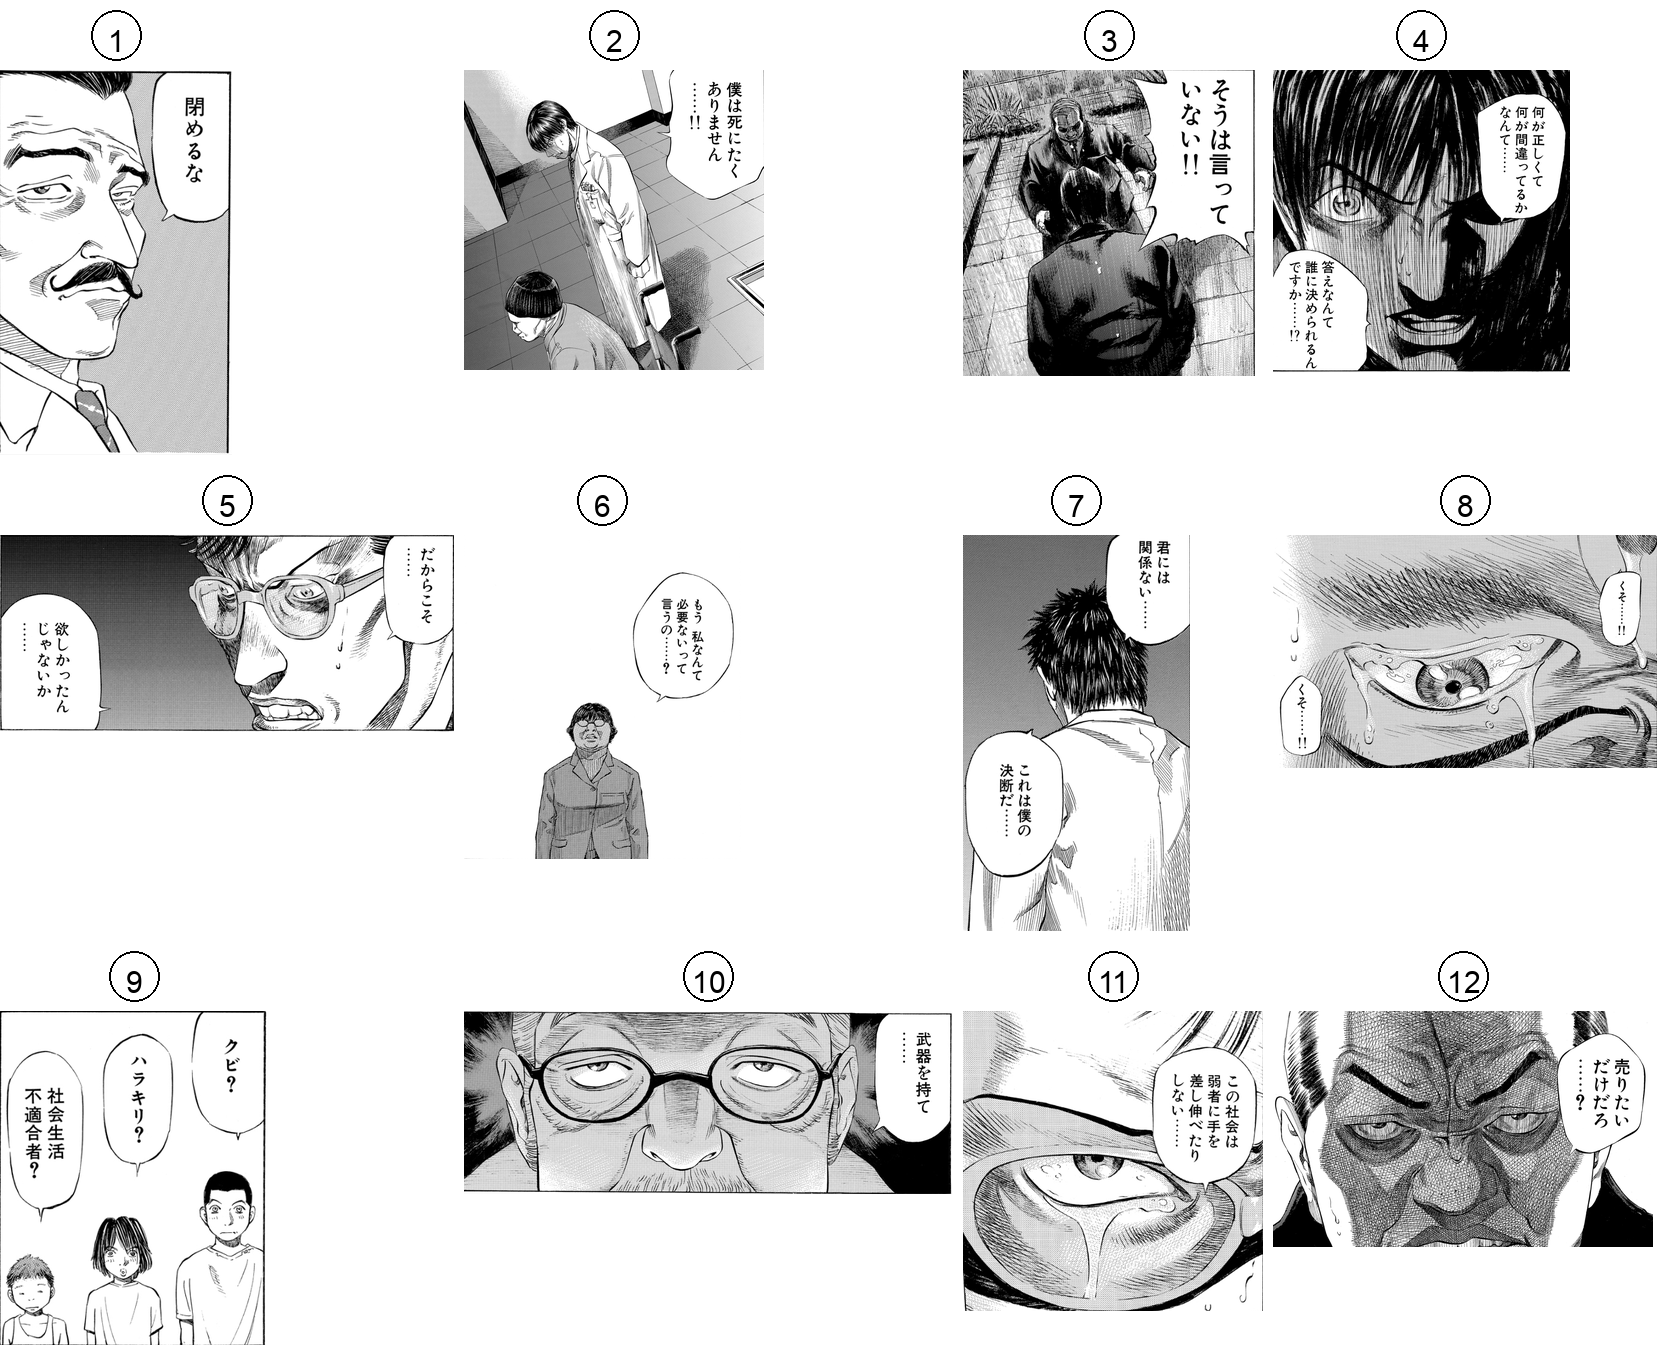 1
閉めるな
2
僕は死にたく
ありません
……!!
3
そうは言って
いない!!
4
何が正しくて
何が間違ってるか
なんて……
答えなんて
誰に決められるん
ですか……!?
5
だからこそ
……
欲しかったん
じゃないか
……
6
もう 私なんて
必要ないって
言うの……?
7
君には
関係ない……
これは僕の
決断だ……
8
くそ……!!
くそ……!!
9
クビ?
ハラキリ?
社会生活
不適合者?
10
武器を持て
……
11
この社会は
弱者に手を
差し伸べたり
しない……
12
売りたい
だけだろ
……?